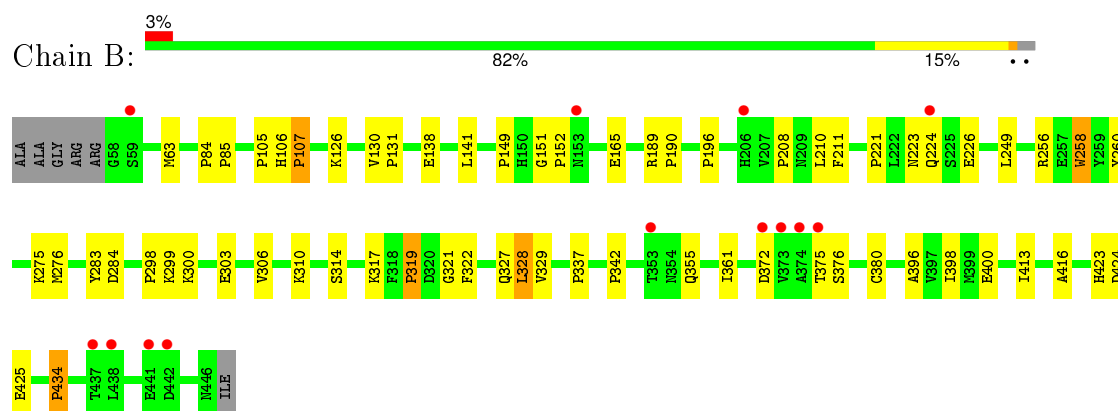 3%
Chain B:
82%
15%
ALA ALA GLY ARG ARG G58 S59 M63 P84 P85 P105 H106 P107 K126 V130 P131 E138 L141 P149 H150 G151 P152 N153 E165 R189 P190 P196 H206 V207 P208 N209 L210 F211 P221 L222 N223 Q224 S225 E226 L249 R256 E257 W258 Y259
K275 M276 Y283 D284 P298 K299 K300 E303 V306 K310 S314 K317 F318 P319 D320 G321 F322 Q327 L328 V329 P337 P342 T353 N354 Q355 I361 D372 V373 A374 T375 S376 C380 A396 V397 I398 M399 E400 I413 A416 H423
E425 P434 T437 L438 E441 D442 N446 ILE